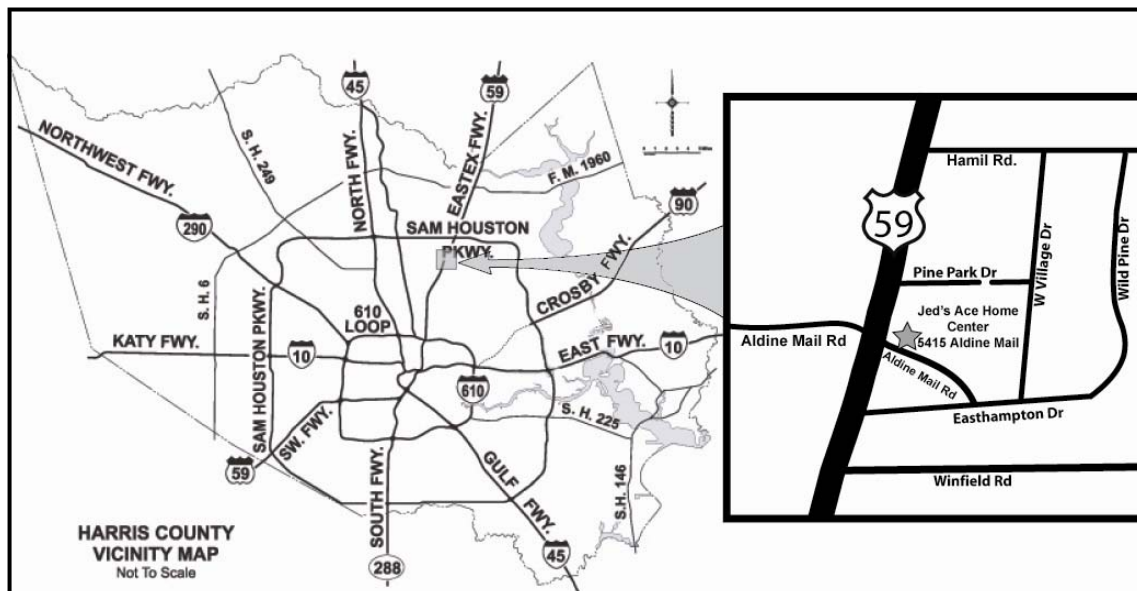 45
59
NORTHWEST FWY.
S. H. 249
NORTH FWY.
EASTEX FWY.
F. M. 1960
90
290
SAM HOUSTON
PKWY.
CROSBY FWY.
S. H. 6
SAM HOUSTON PKWY.
610
LOOP
KATY FWY.
10
EAST FWY.
10
610
S. H. 225
SW. FWY.
59
SOUTH FWY.
GULF FWY.
S.H. 146
288
45
HARRIS COUNTY
VICINITY MAP
Not To Scale
Hamil Rd.
59
W Village Dr
Wild Pine Dr
Pine Park Dr
Jed's Ace Home
Center
5415 Aldine Mail
Aldine Mail Rd
Aldine Mail Rd
Easthampton Dr
Winfield Rd